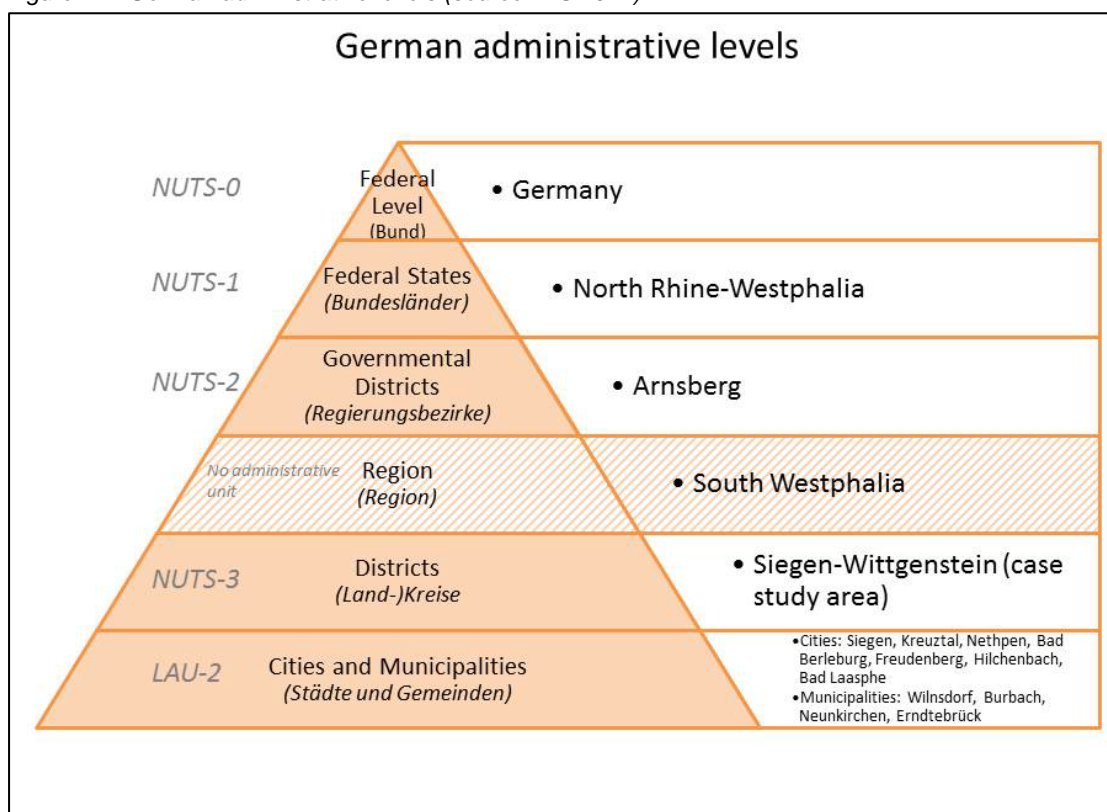 German administrative levels
NUTS-0
Federal
Level
(Bund)
• Germany
NUTS-1
Federal States
(Bundesländer)
• North Rhine-Westphalia
NUTS-2
Governmental
Districts
(Regierungsbezirke)
• Arnsberg
No administrative
unit
Region
(Region)
• South Westphalia
NUTS-3
Districts
(Land-)Kreise
• Siegen-Wittgenstein (case
study area)
LAU-2
Cities and Municipalities
(Städte und Gemeinden)
•Cities: Siegen, Kreuztal, Nethpen, Bad
Berleburg, Freudenberg, Hilchenbach,
Bad Laasphe
•Municipalities: Wilnsdorf, Burbach,
Neunkirchen, Erndtebrück